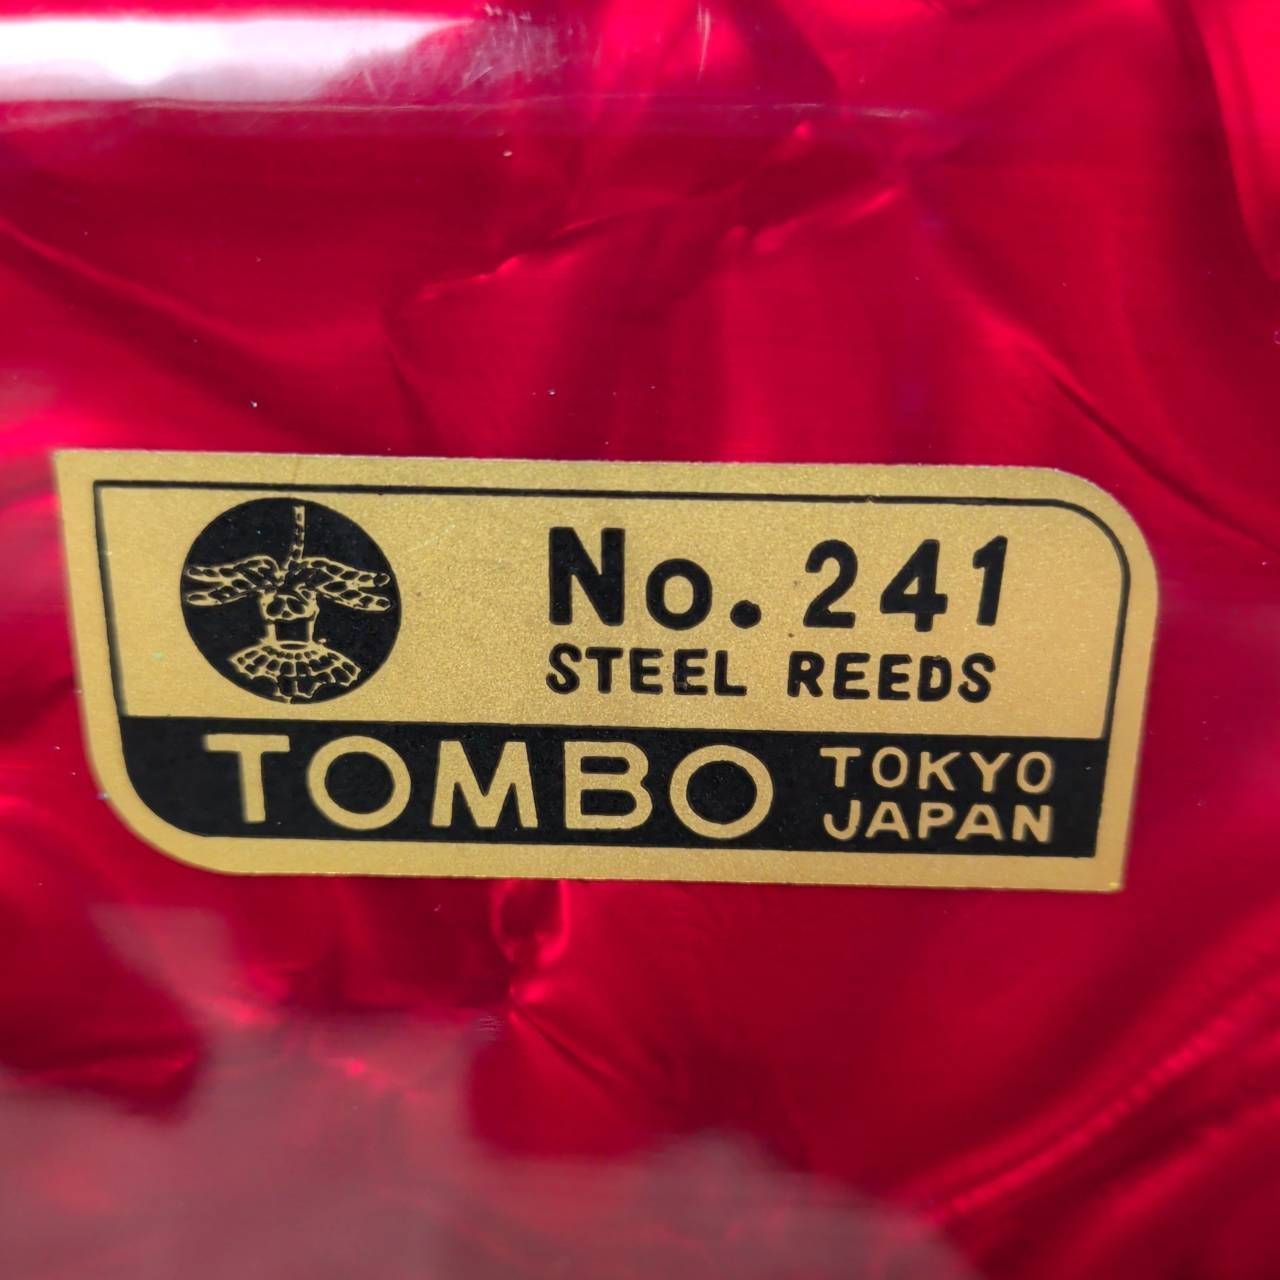 No. 241
STEEL REEDS
TOMBO
TOKYO
JAPAN